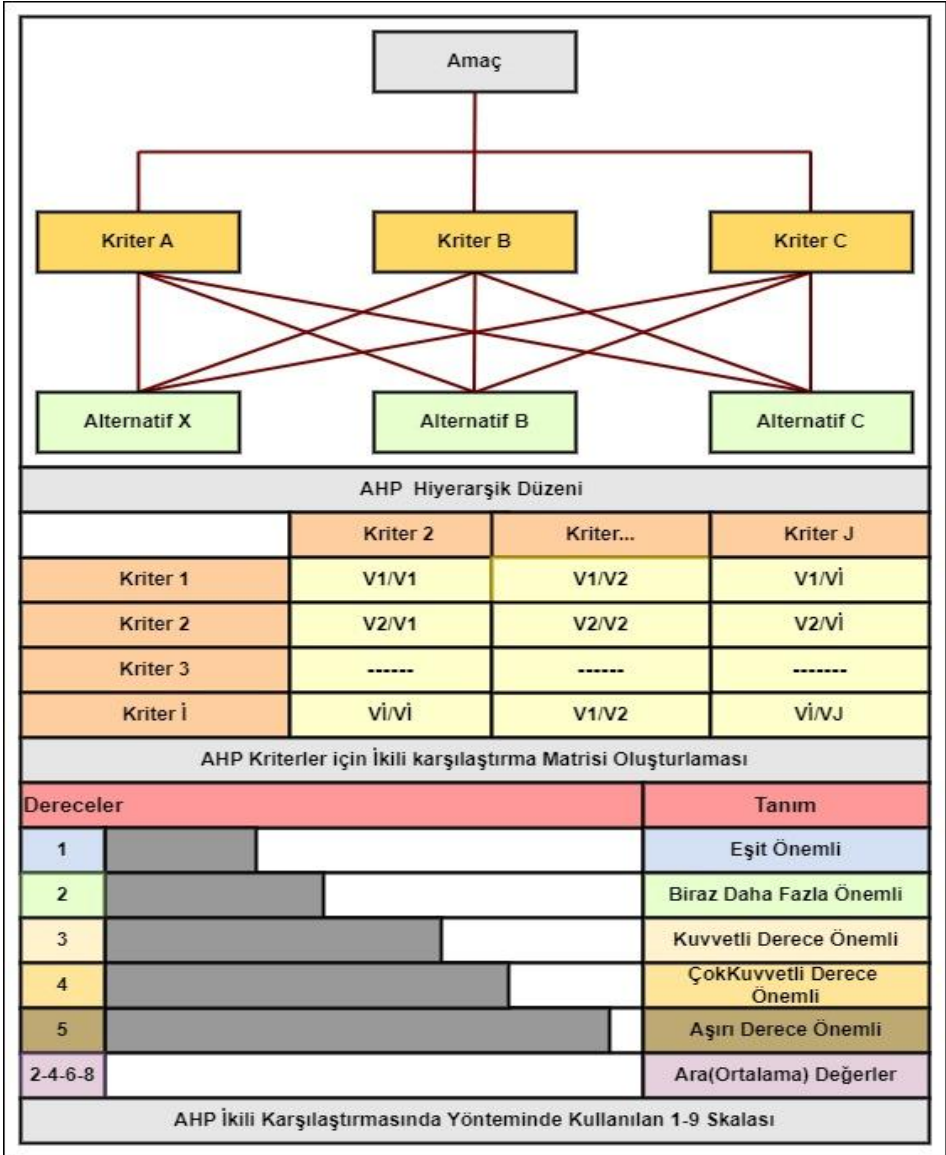 Amaç
Kriter A Kriter B Kriter C
Alternatif X Alternatif B Alternatif C
AHP Hiyerarşik Düzeni
Kriter 2 Kriter... Kriter J
Kriter 1 V1/V1 V1/V2 V1/Vİ
Kriter 2 V2/V1 V2/V2 V2/Vİ
Kriter 3 ------ ------ -------
Kriter İ Vİ/Vİ V1/V2 Vİ/VJ
AHP Kriterler için İkili karşılaştırma Matrisi Oluşturlaması
Dereceler Tanım
1 Eşit Önemli
2 Biraz Daha Fazla Önemli
3 Kuvvetli Derece Önemli
4 ÇokKuvvetli Derece
Önemli
5 Aşırı Derece Önemli
2-4-6-8 Ara(Ortalama) Değerler
AHP İkili Karşılaştırmasında Yönteminde Kullanılan 1-9 Skalası